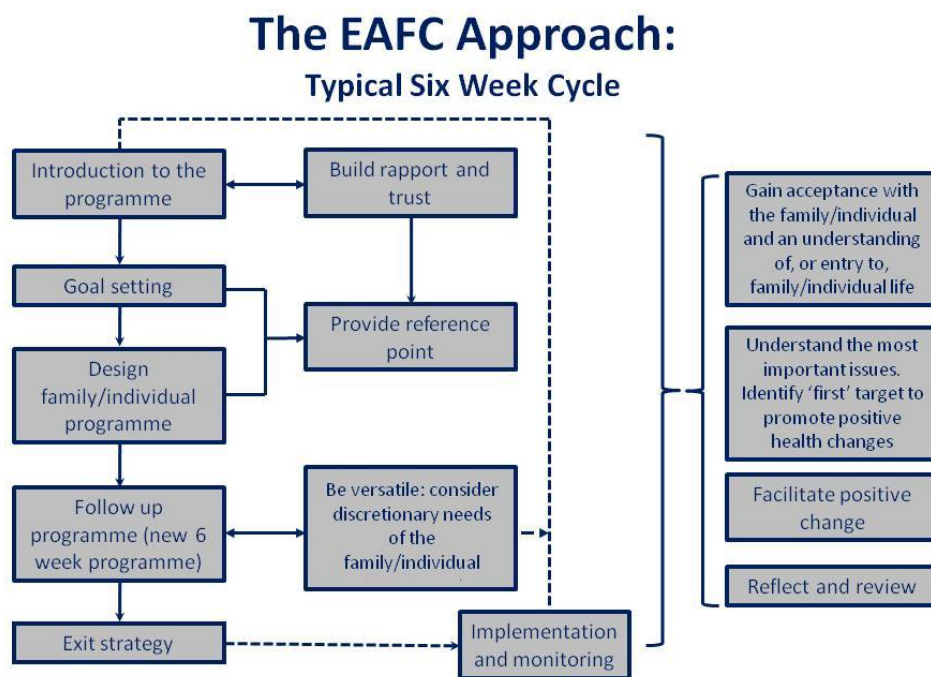 The EAFC Approach:
Typical Six Week Cycle
Introduction to the
programme
Build rapport and
trust
Goal setting
Provide reference
point
Design
family/individual
programme
Follow up
programme (new 6
week programme)
Be versatile: consider
discretionary needs
of the
family/individual
Exit strategy
Implementation
and monitoring
Gain acceptance with
the family/individual
and an understanding
of, or entry to,
family/individual life
Understand the most
important issues.
Identify ‘first’ target to
promote positive
health changes
Facilitate positive
change
Reflect and review